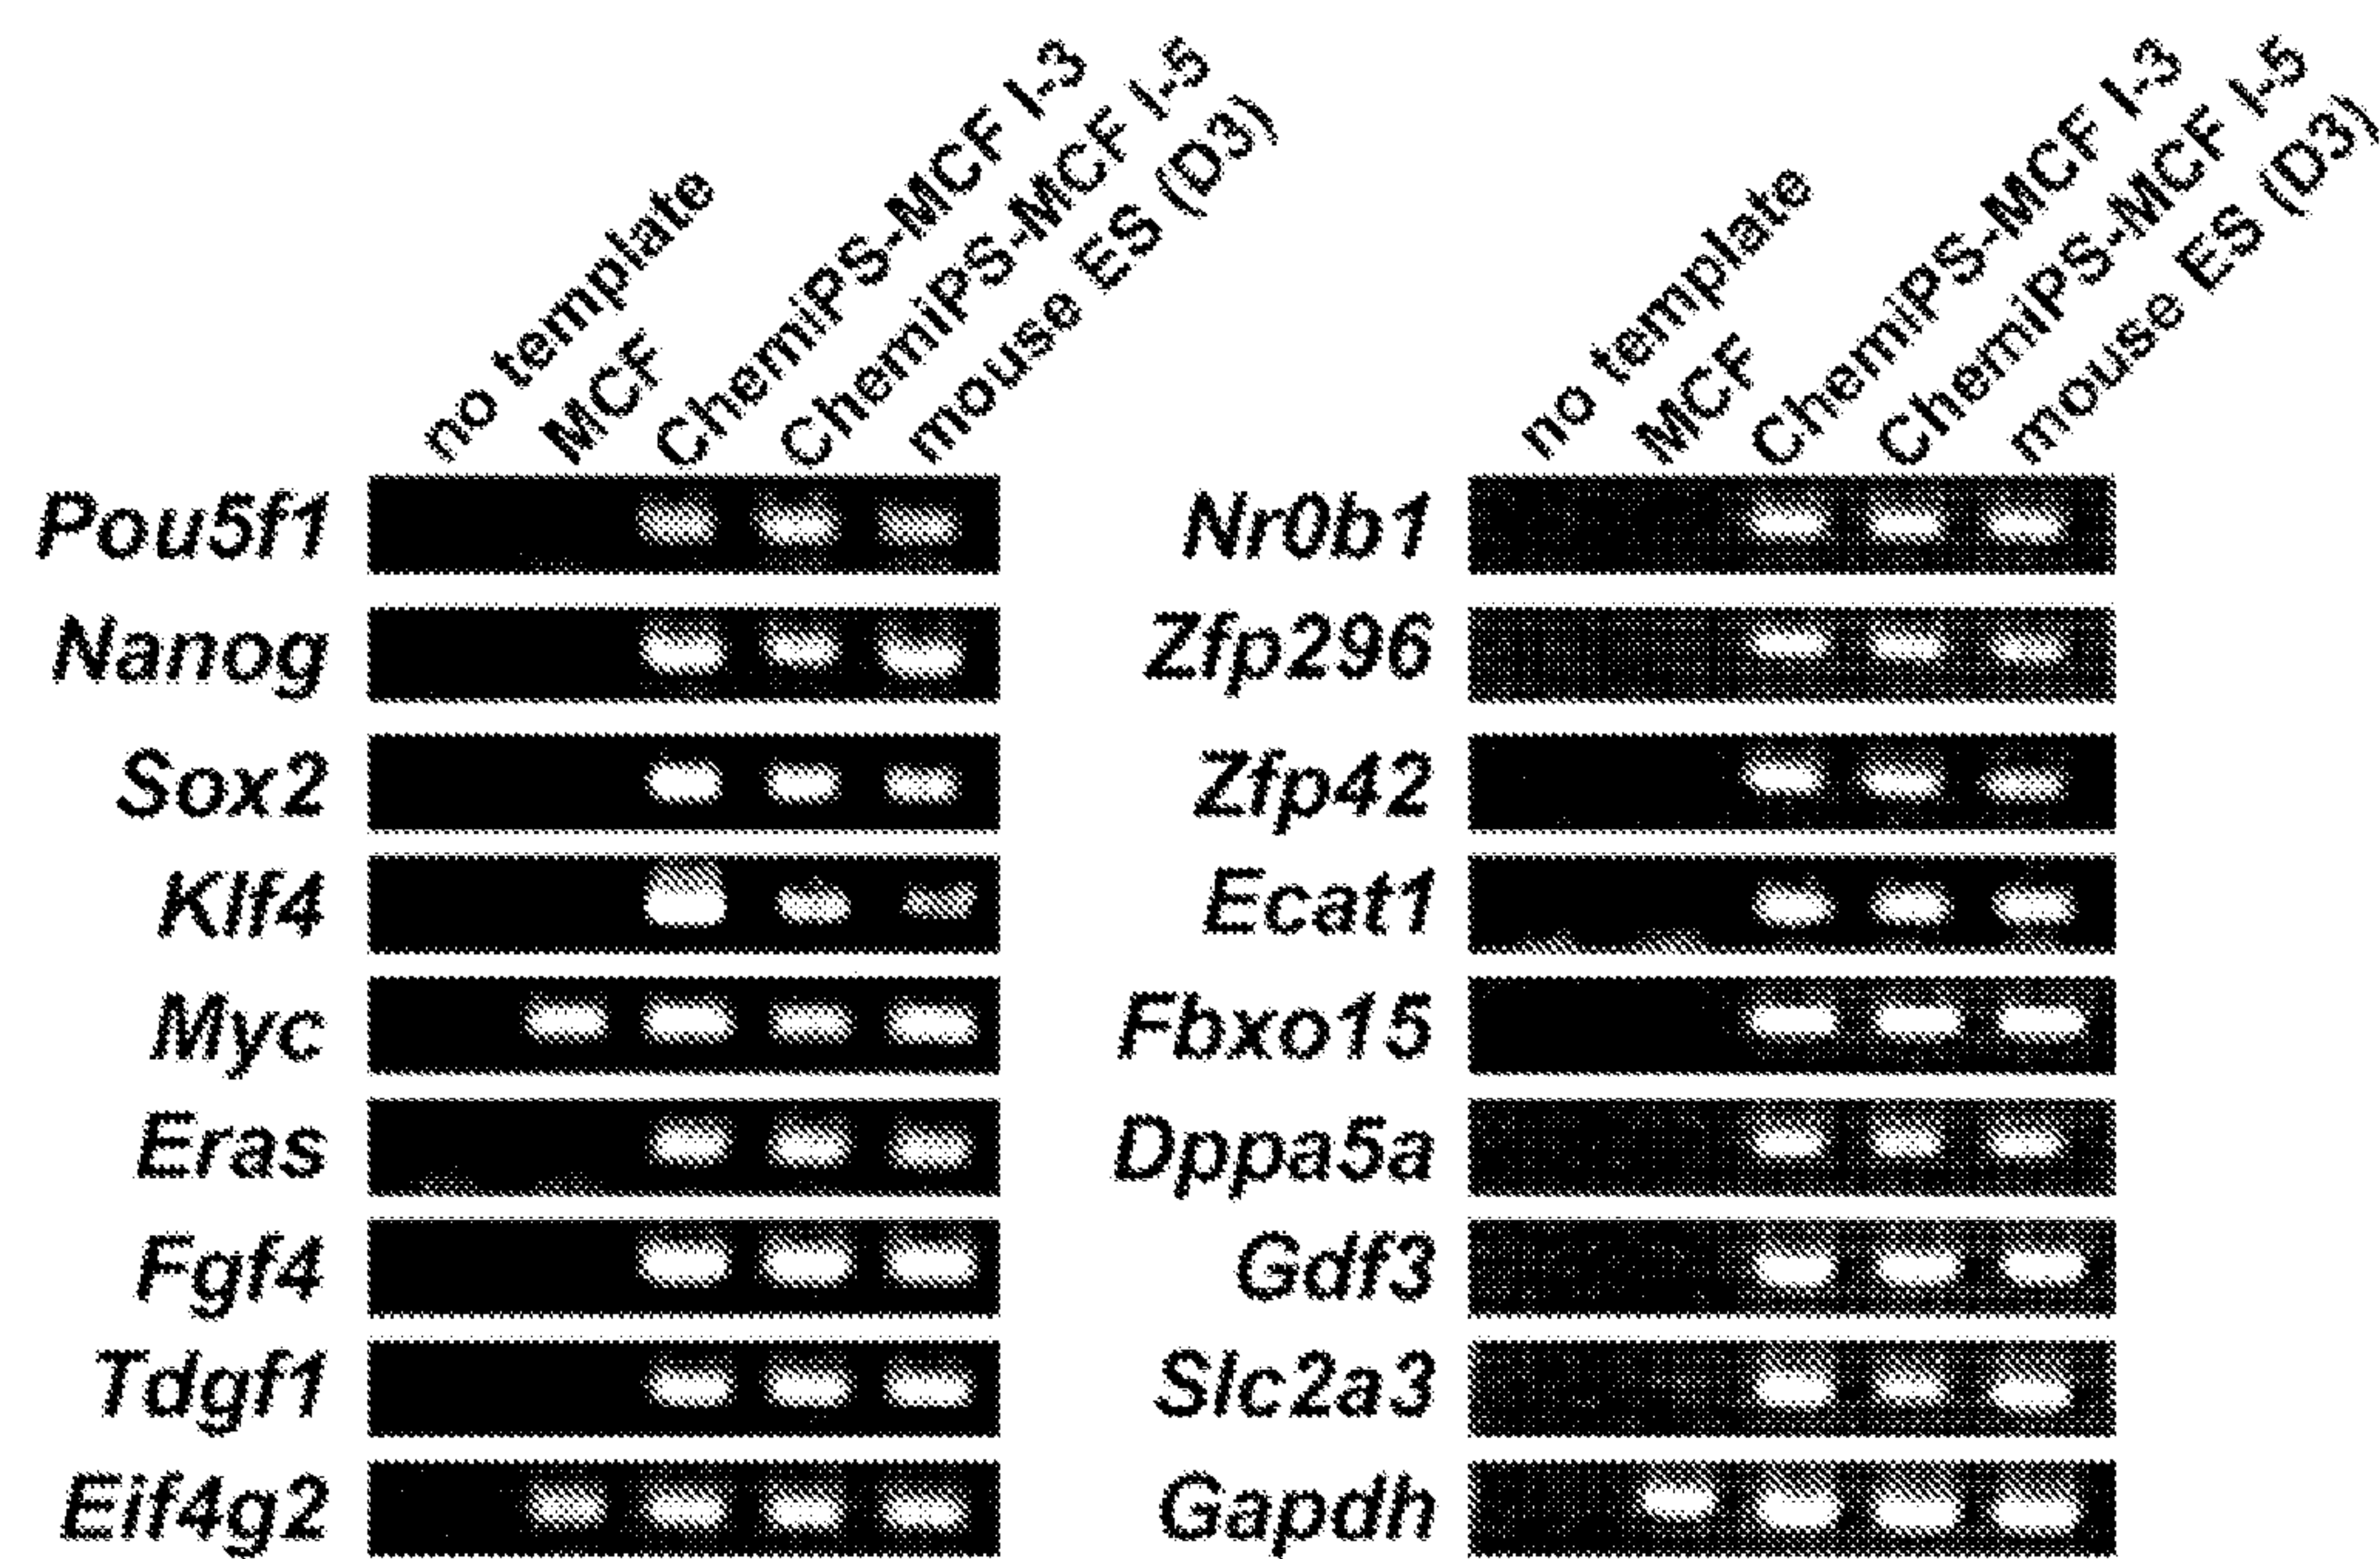 no template
MCF
ChemiPS-MCF I-3
ChemiPS-MCF I-5
mouse ES (D3)
Pou5f1
Nanog
Sox2
Klf4
Myc
Eras
Fgf4
Tdgf1
Eif4g2
no template
MCF
ChemiPS-MCF I-3
ChemiPS-MCF I-5
mouse ES (D3)
Nr0b1
Zfp296
Zfp42
Ecat1
Fbxo15
Dppa5a
Gdf3
Slc2a3
Gapdh